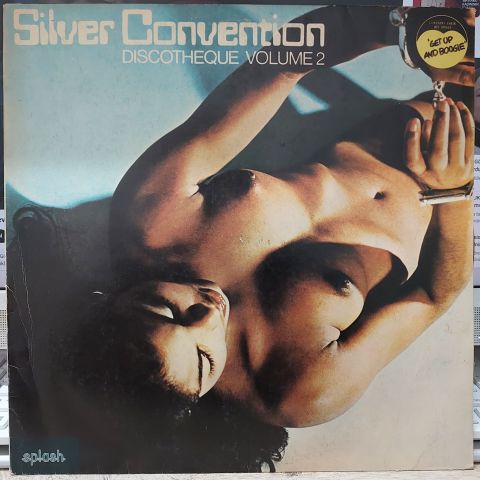 Silver Convention
DISCOTHEQUE VOLUME 2
'GET UP
AND BOOGIE'
splash